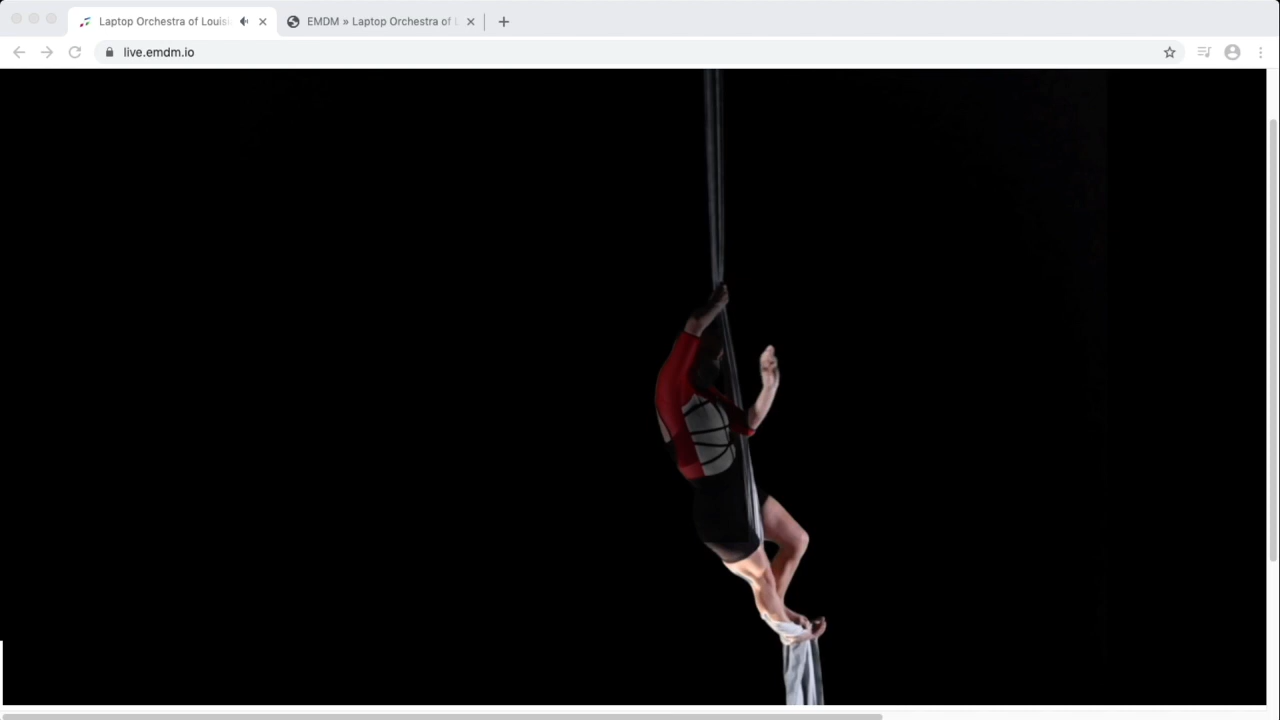 Laptop Orchestra of Louisi
EMDM » Laptop Orchestra of L
live.emdm.io